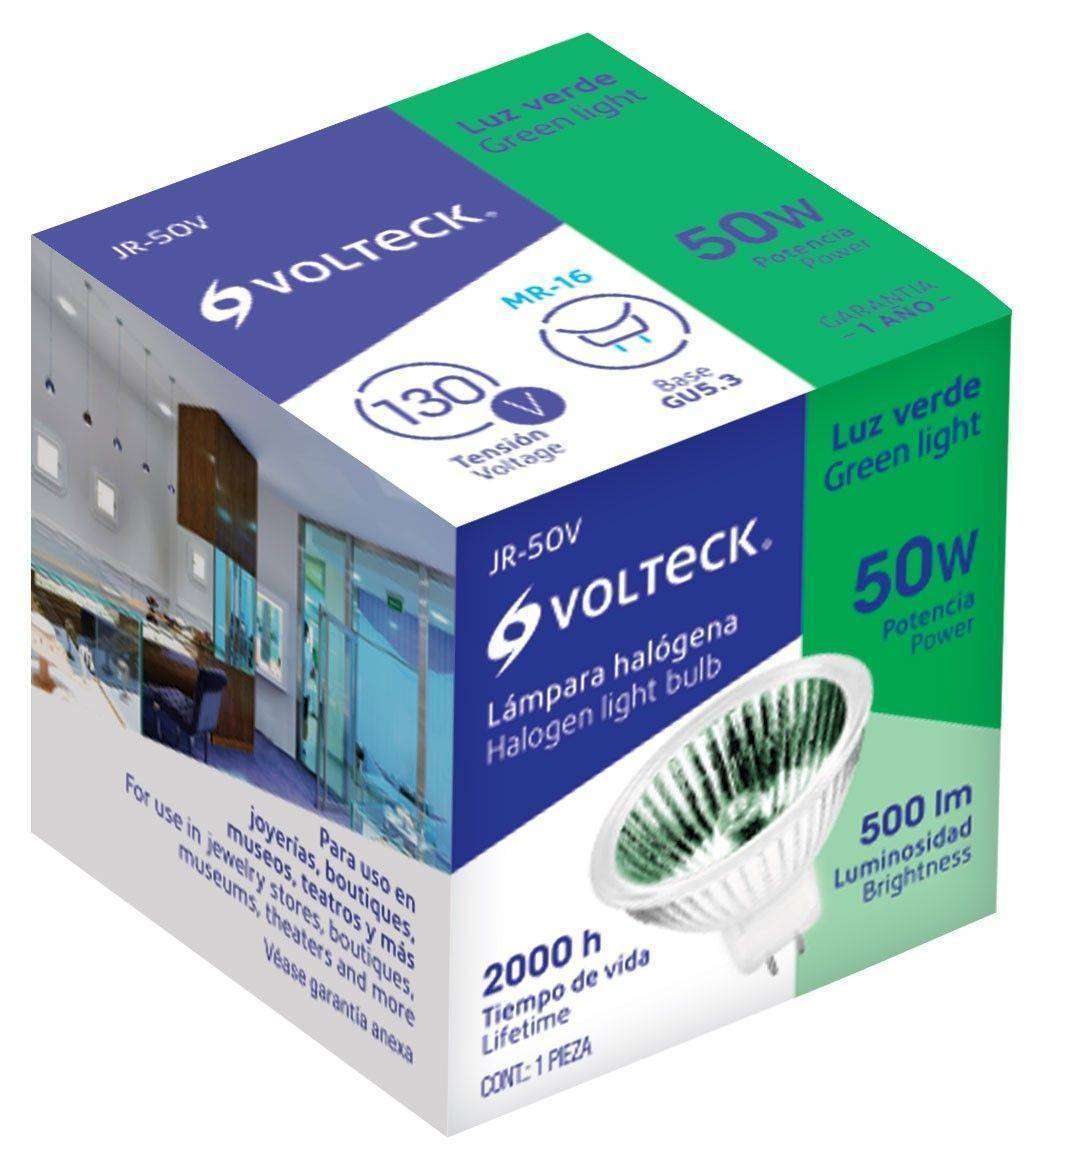 JR-50V
VOLTECK®
Luz verde
Green light
50W
Potencia
Power
GARANTÍA
- 1 AÑO -
MR-16
Base
GU5.3
130
V
Tensión
Voltage
JR-50V
VOLTECK®
Lámpara halógena
Halogen light bulb
Luz verde
Green light
50W
Potencia
Power
500 lm
Luminosidad
Brightness
2000 h
Tiempo de vida
Lifetime
CONT.: 1 PIEZA
Para uso en
joyerías, boutiques,
museos, teatros y más
For use in jewelry stores, boutiques,
museums, theaters and more
Véase garantía anexa